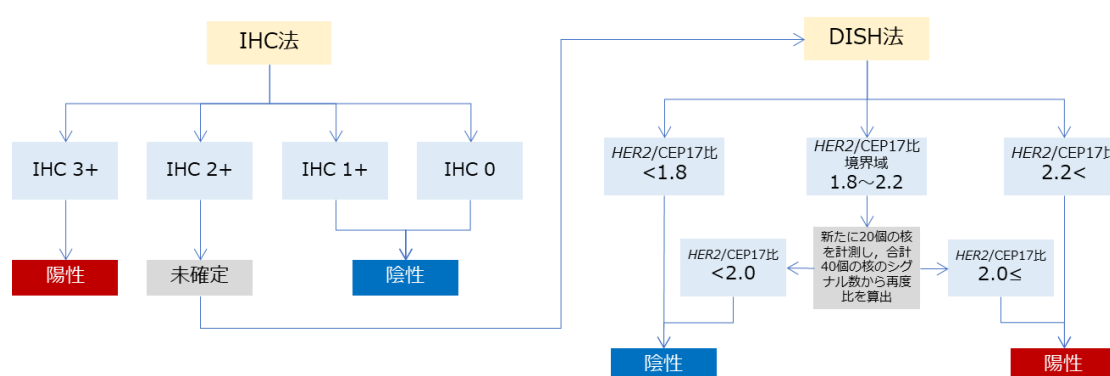 IHC法
DISH法
IHC 3+
IHC 2+
IHC 1+
IHC 0
HER2/CEP17比
<1.8
HER2/CEP17比
境界域
1.8~2.2
HER2/CEP17比
2.2<
陽性
未確定
陰性
HER2/CEP17比
<2.0
新たに20個の核
を計測し，合計
40個の核のシグ
ナル数から再度
比を算出
HER2/CEP17比
2.0≤
陰性
陽性